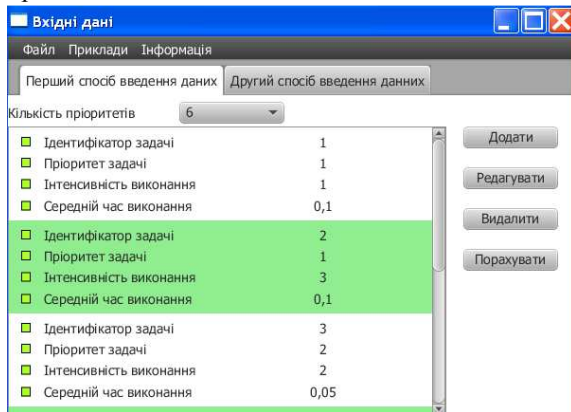 Вхідні дані
Файл Приклади Інформація
Перший спосіб введення даних Другий спосіб введення данних
Кількість пріоритетів 6
Ідентифікатор задачі 1
Пріоритет задачі 1
Інтенсивність виконання 1
Середній час виконання 0,1
Ідентифікатор задачі 2
Пріоритет задачі 1
Інтенсивність виконання 3
Середній час виконання 0,1
Ідентифікатор задачі 3
Пріоритет задачі 2
Інтенсивність виконання 2
Середній час виконання 0,05
Додати
Редагувати
Видалити
Порахувати